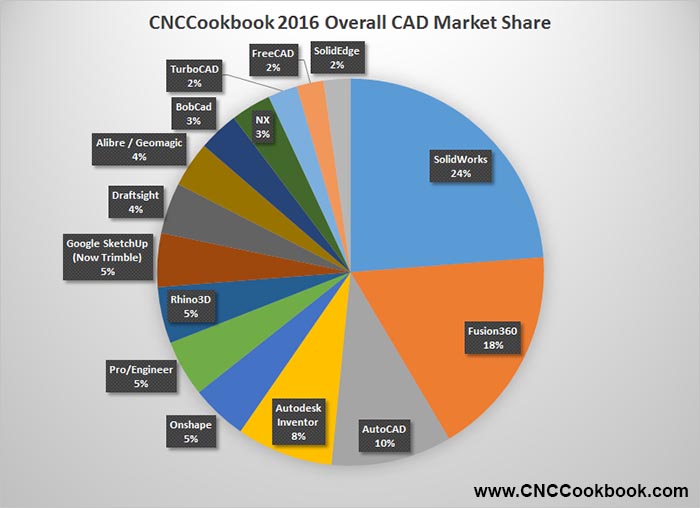 CNCCookbook 2016 Overall CAD Market Share
SolidWorks
24%
Fusion360
18%
AutoCAD
10%
Autodesk
Inventor
8%
Onshape
5%
Pro/Engineer
5%
Rhino3D
5%
Google SketchUp
(Now Trimble)
5%
Draftsight
4%
Alibre / Geomagic
4%
BobCad
3%
NX
3%
TurboCAD
2%
FreeCAD
2%
SolidEdge
2%
www.CNCCookbook.com